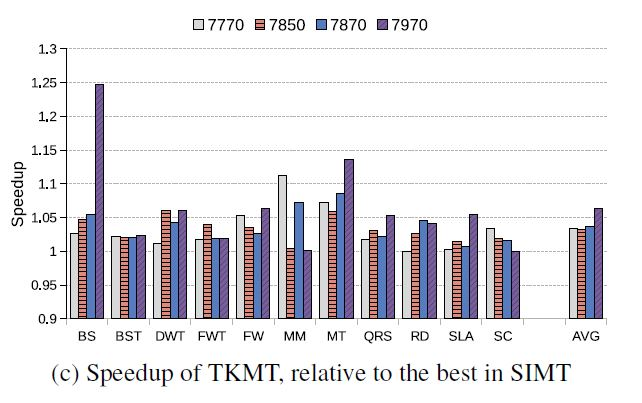 7770 7850 7870 7970
1.3
1.25
1.2
1.15
1.1
1.05
1
0.95
0.9
Speedup
BS BST DWT FWT FW MM MT QRS RD SLA SC AVG
(c) Speedup of TKMT, relative to the best in SIMT